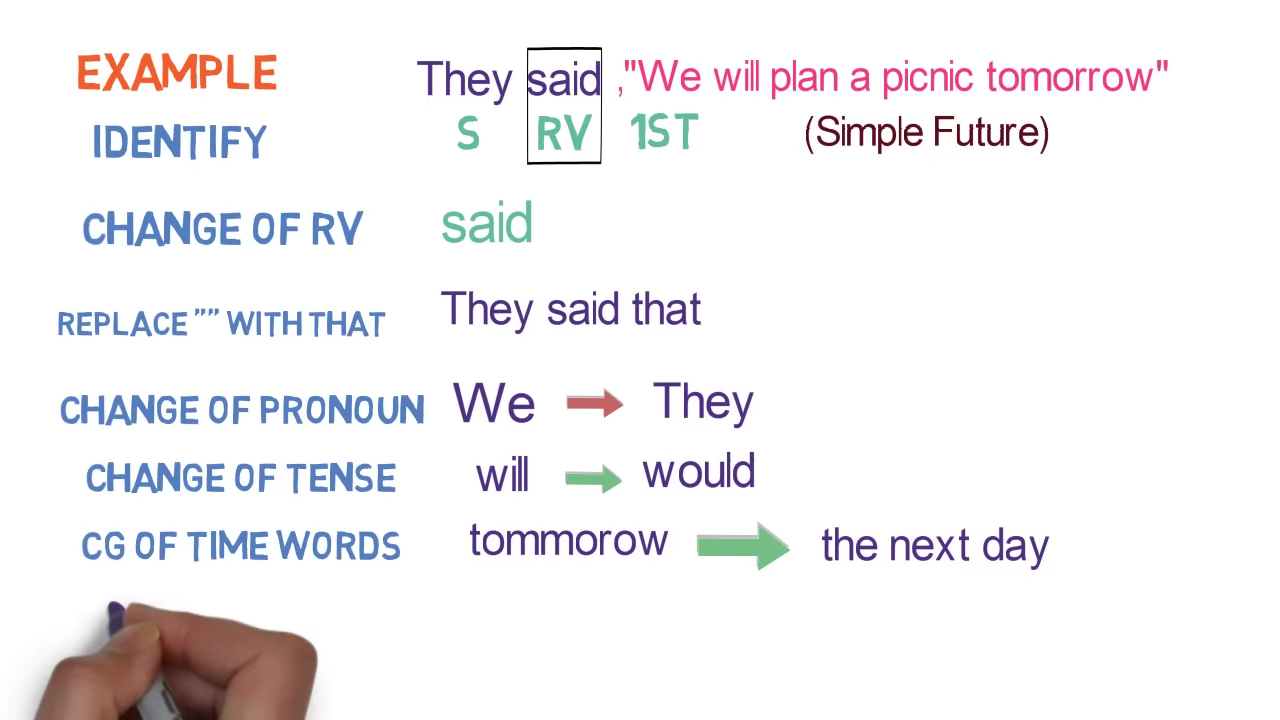 EXAMPLE They said ,"We will plan a picnic tomorrow"
IDENTIFY S RV 1ST (Simple Future)
CHANGE OF RV said
REPLACE "" WITH THAT They said that
CHANGE OF PRONOUN We They
CHANGE OF TENSE will would
CG OF TIME WORDS tommorow the next day